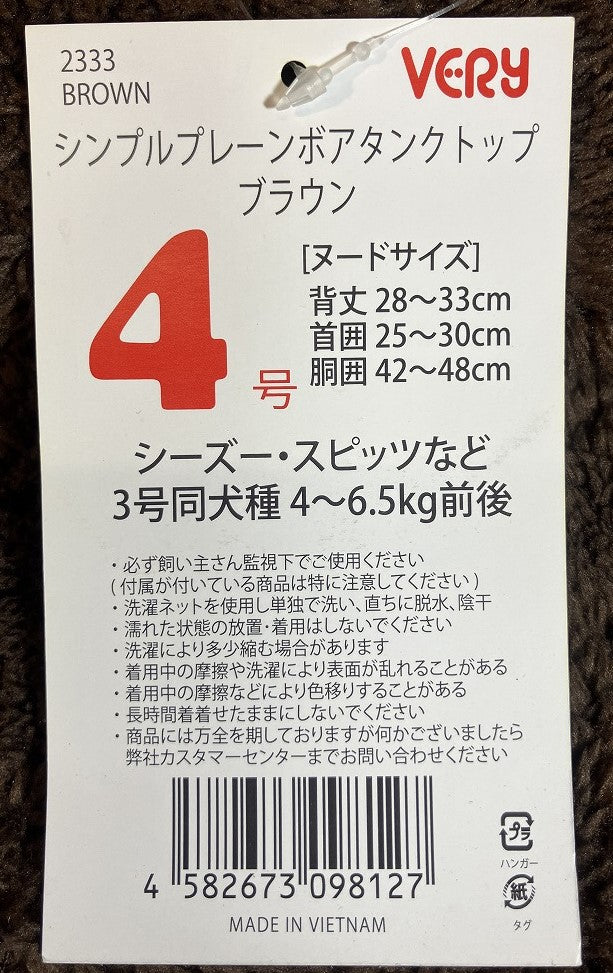 2333
BROWN
VERY
シンプルプレーンボアタンクトップ
ブラウン
4号
[ヌードサイズ]
背丈 28〜33cm
首囲 25〜30cm
胴囲 42〜48cm
シーズー・スピッツなど
3号同犬種 4〜6.5kg前後
・必ず飼い主さん監視下でご使用ください
(付属が付いている商品は特に注意してください)
・洗濯ネットを使用し単独で洗い、直ちに脱水、陰干
・濡れた状態の放置・着用はしないでください
・洗濯により多少縮む場合があります
・着用中の摩擦や洗濯により表面が乱れることがある
・着用中の摩擦などにより色移りすることがある
・長時間着着せたままにしないでください
・商品には万全を期しておりますが何かございましたら
弊社カスタマーセンターまでお問い合わせください
4 582673 098127
MADE IN VIETNAM
プラ
ハンガー
紙
タグ